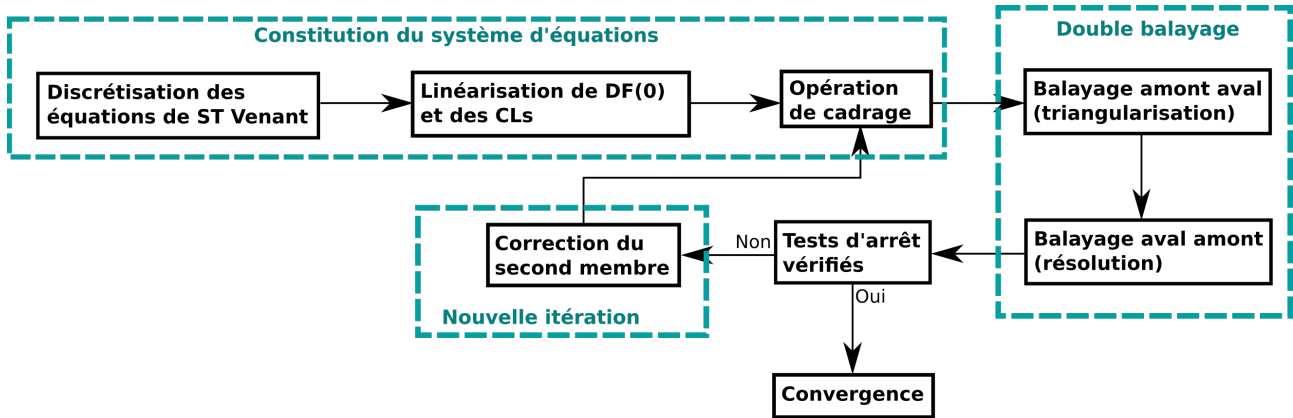 Constitution du système d'équations
Double balayage
Discrétisation des
équations de ST Venant
Linéarisation de DF(0)
et des CLs
Opération
de cadrage
Balayage amont aval
(triangularisation)
Correction du
second membre
Non
Tests d'arrêt
vérifiés
Balayage aval amont
(résolution)
Oui
Nouvelle itération
Convergence